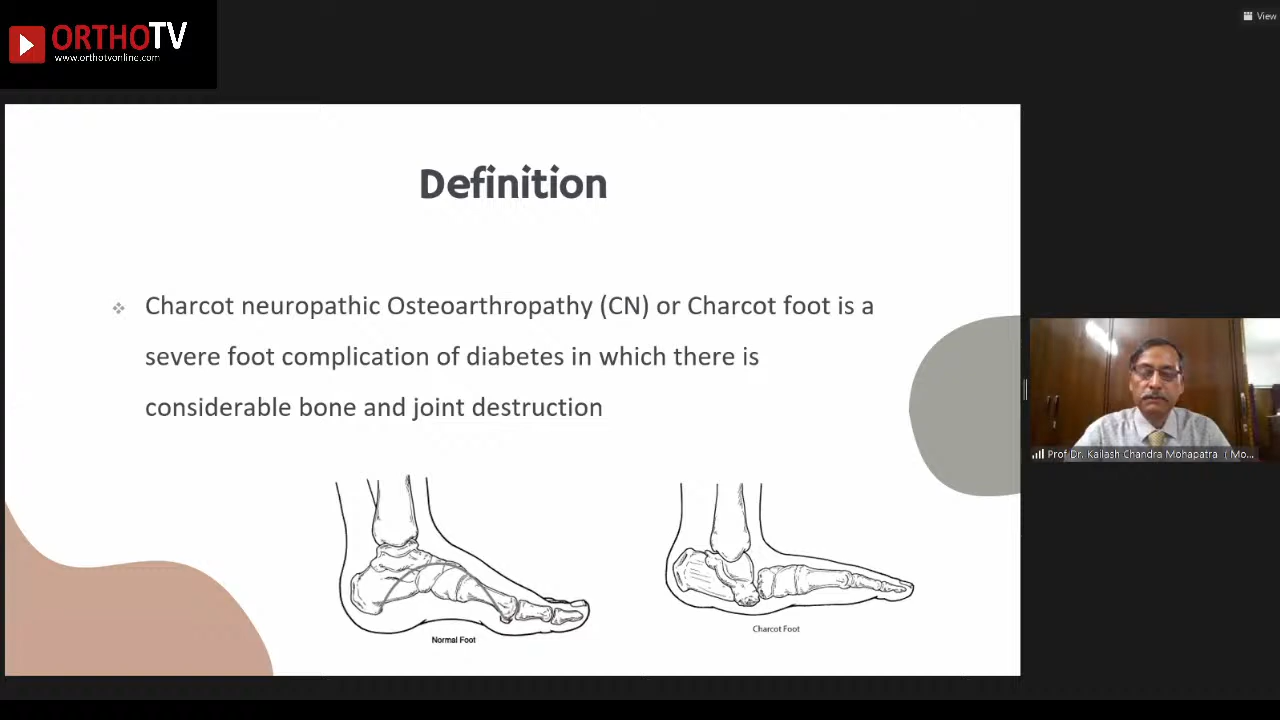 ORTHOTV
www.orthotvonline.com
View
Definition
Charcot neuropathic Osteoarthropathy (CN) or Charcot foot is a
severe foot complication of diabetes in which there is
considerable bone and joint destruction
Prof Dr. Kailash Chandra Mohapatra ( Mo...
Normal Foot
Charcot Foot